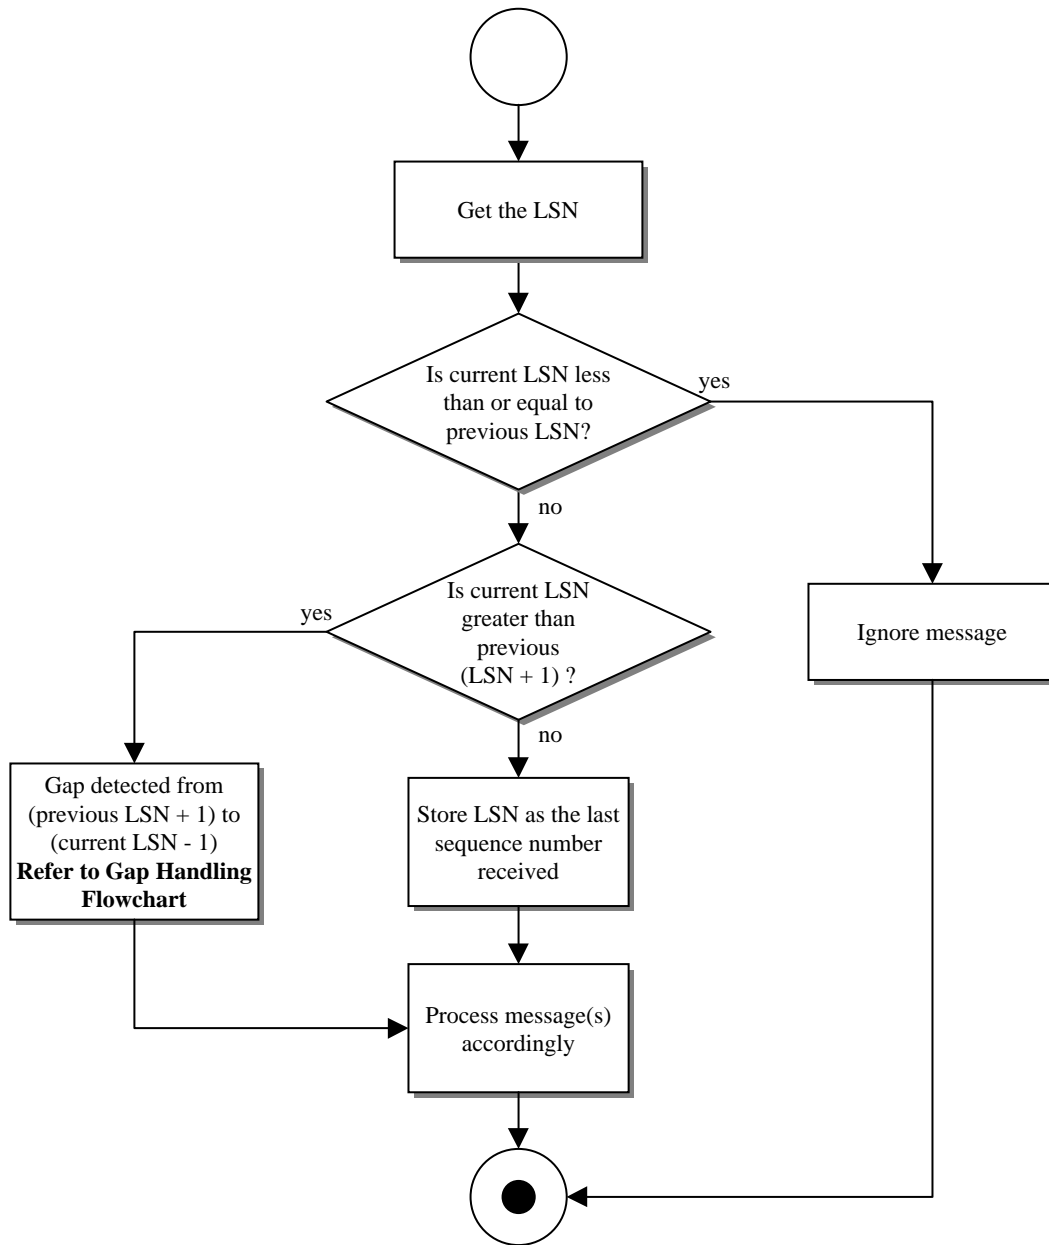 Get the LSN
Is current LSN less
than or equal to
previous LSN?
yes
no
Is current LSN
greater than
previous
(LSN + 1) ?
yes
Ignore message
no
Gap detected from
(previous LSN + 1) to
(current LSN - 1)
Refer to Gap Handling
Flowchart
Store LSN as the last
sequence number
received
Process message(s)
accordingly